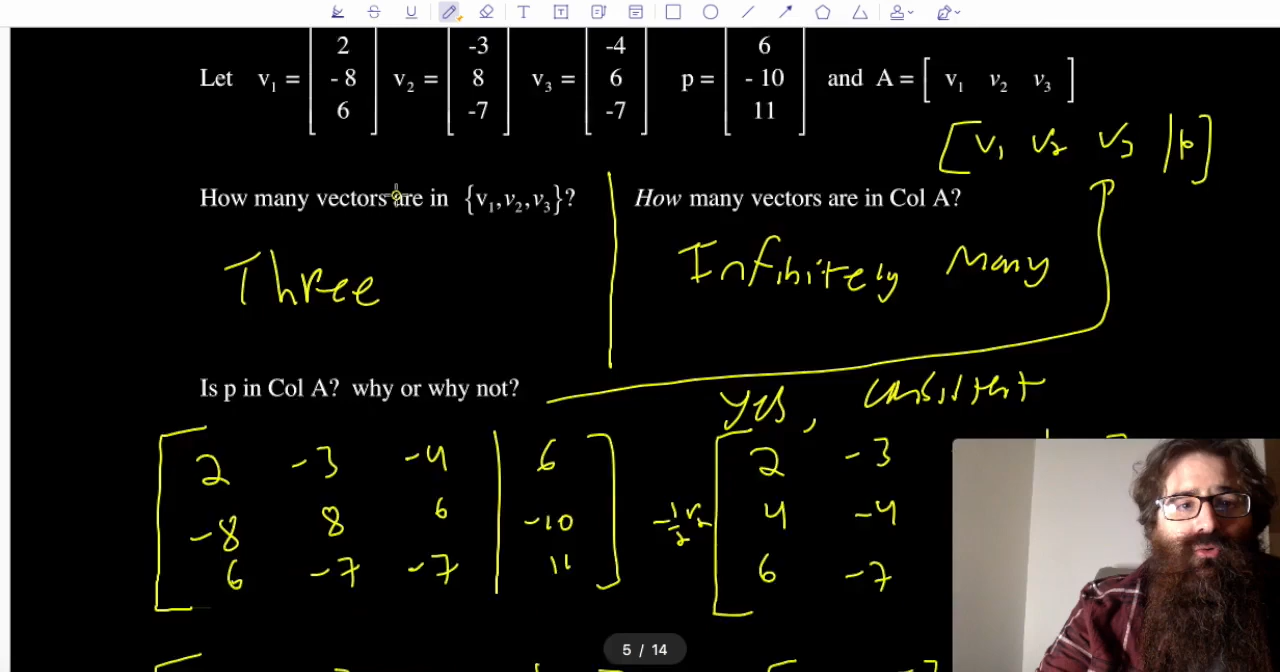 Let v₁ = [2 -8 6] v₂ = [-3 8 -7] v₃ = [-4 6 -7] p = [6 -10 11] and A = [v₁ v₂ v₃]
[v₁ v₂ v₃ | p]
How many vectors are in {v₁,v₂,v₃}?
How many vectors are in Col A?
Three
Infinitely Many
Is p in Col A? why or why not?
Yes, consistent
2 -3 -4 | 6
-8 8 6 | -10
6 -7 -7 | 11
-1/2 r₂
2 -3
4 -4
6 -7
5 / 14